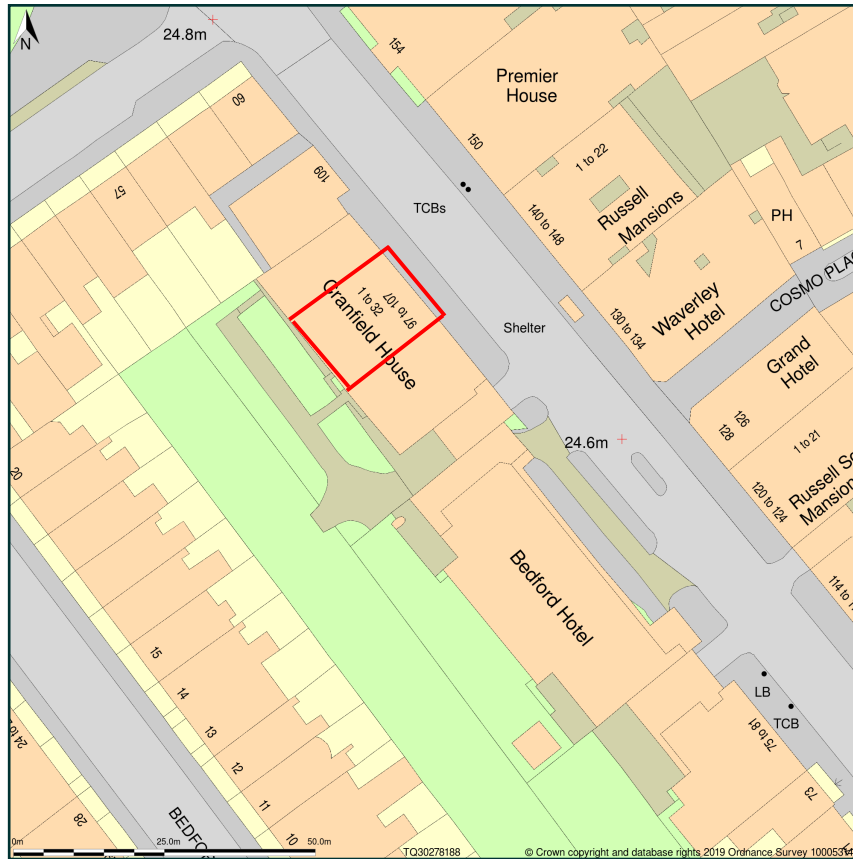 N
24.8m
154
Premier
House
60
150
57
109
1 to 22
TCBs
140 to 148
Russell
Mansions
PH
7
COSMO PLA
1 to 32
97 to 107
Cranfield House
Shelter
130 to 134
Waverley
Hotel
Grand
Hotel
126
128
24.6m
1 to 21
120 to 124
Russell Sq
Mansion
20
Bedford Hotel
114 to 1
15
14
13
12
11
10
LB
TCB
75 to 81
73
24 to
28
BEDFO
0m
25.0m
50.0m
TQ30278188
© Crown copyright and database rights 2019 Ordnance Survey 100053